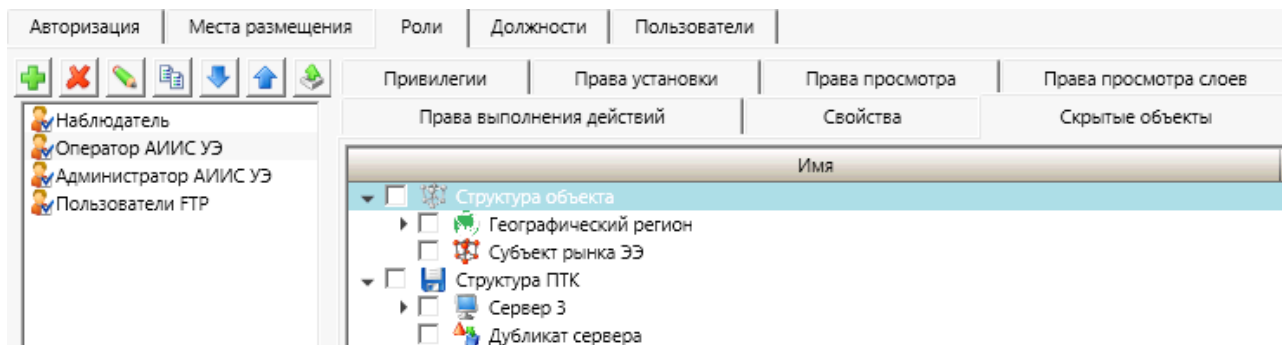 Авторизация Места размещения Роли Должности Пользователи
Привилегии Права установки Права просмотра Права просмотра слоев
Права выполнения действий Свойства Скрытые объекты
Наблюдатель
Оператор АИИС УЭ
Администратор АИИС УЭ
Пользователи FTP
Имя
Структура объекта
Географический регион
Субъект рынка ЭЭ
Структура ПТК
Сервер 3
Дубликат сервера